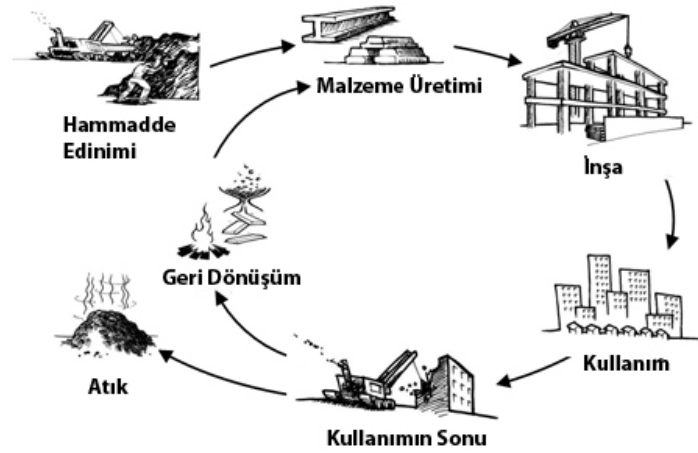 Hammadde
Edinimi
Malzeme Üretimi
İnşa
Kullanım
Kullanımın Sonu
Geri Dönüşüm
Atık